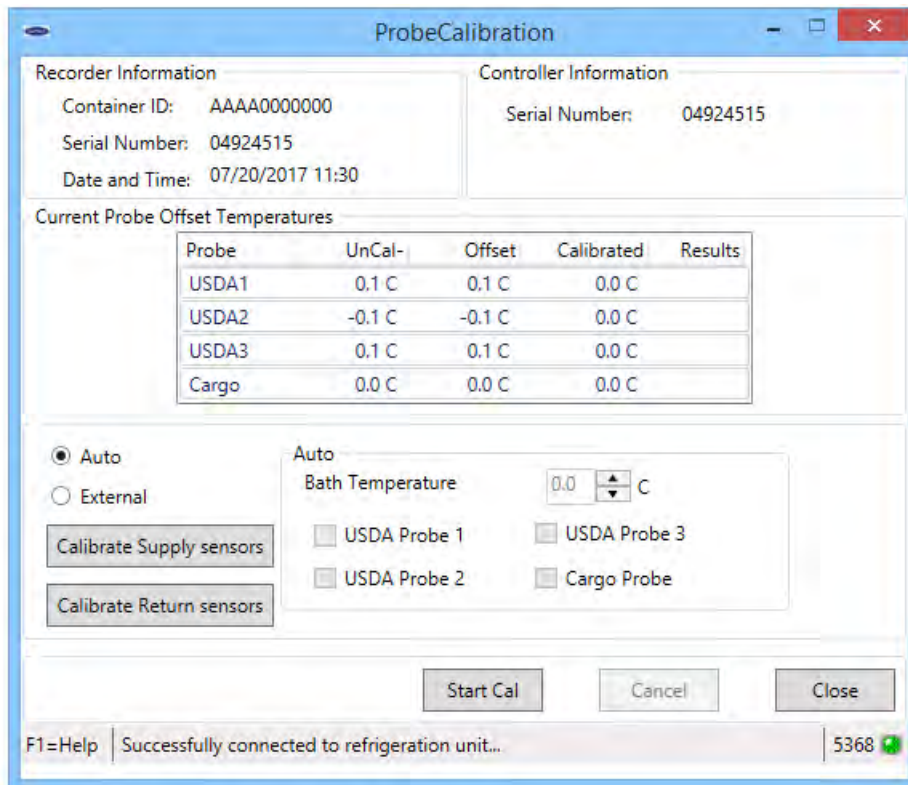 ProbeCalibration
Recorder Information
Container ID: AAAA0000000
Serial Number: 04924515
Date and Time: 07/20/2017 11:30
Controller Information
Serial Number: 04924515
Current Probe Offset Temperatures
Probe UnCal- Offset Calibrated Results
USDA1 0.1 C 0.1 C 0.0 C
USDA2 -0.1 C -0.1 C 0.0 C
USDA3 0.1 C 0.1 C 0.0 C
Cargo 0.0 C 0.0 C 0.0 C
Auto
External
Calibrate Supply sensors
Calibrate Return sensors
Auto
Bath Temperature 0.0 C
USDA Probe 1 USDA Probe 3
USDA Probe 2 Cargo Probe
Start Cal Cancel Close
F1=Help Successfully connected to refrigeration unit... 5368